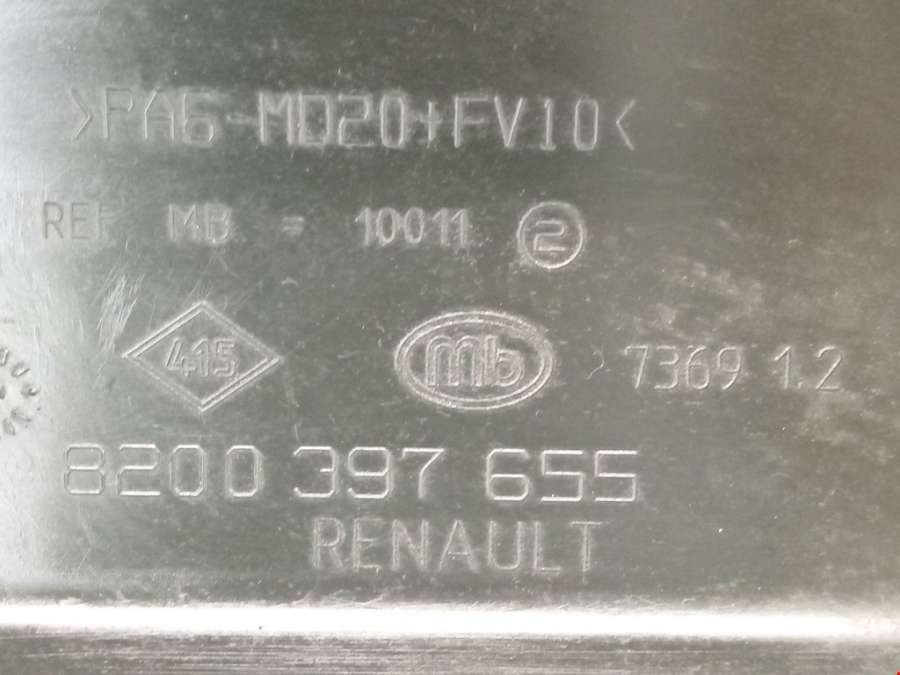 >PA6-MD20+FV10<
REF MB = 10011 2
415 mb 7369 1.2
8200 397 655
RENAULT